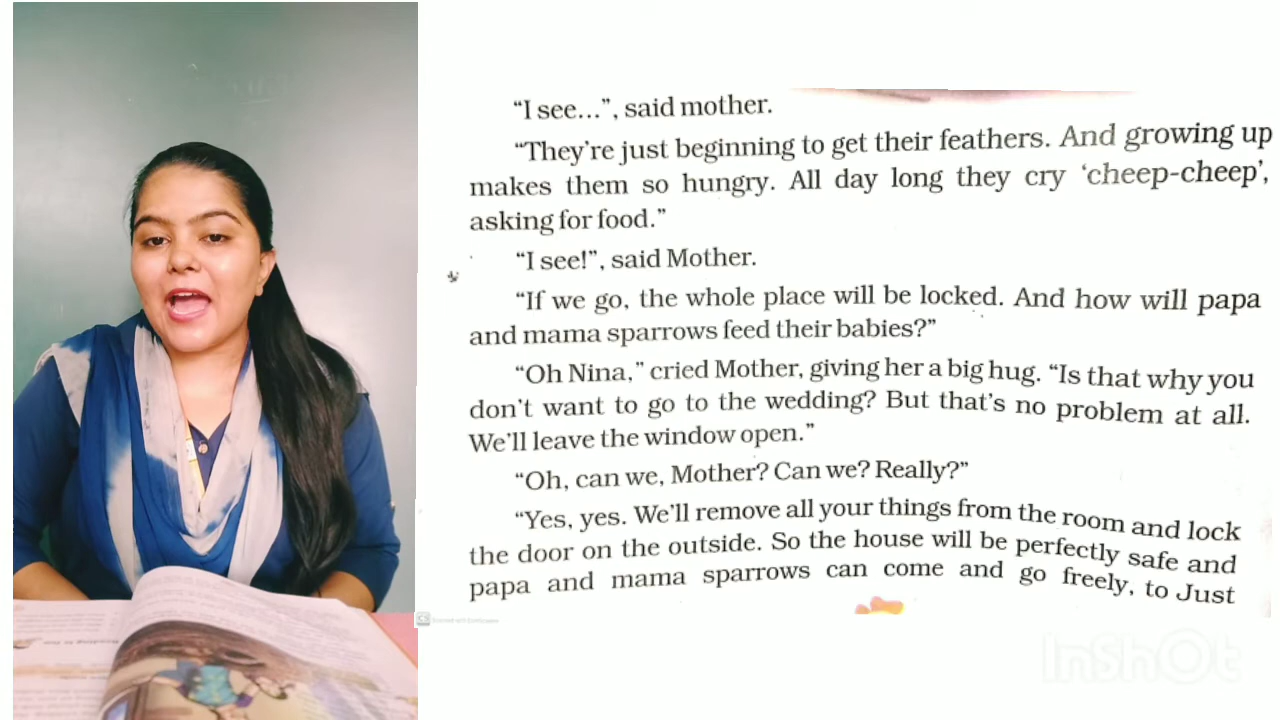 “I see...”, said mother.
“They’re just beginning to get their feathers. And growing up
makes them so hungry. All day long they cry ‘cheep-cheep’,
asking for food.”
“I see!”, said Mother.
“If we go, the whole place will be locked. And how will papa
and mama sparrows feed their babies?”
“Oh Nina,” cried Mother, giving her a big hug. “Is that why you
don’t want to go to the wedding? But that’s no problem at all.
We’ll leave the window open.”
“Oh, can we, Mother? Can we? Really?”
“Yes, yes. We’ll remove all your things from the room and lock
the door on the outside. So the house will be perfectly safe and
papa and mama sparrows can come and go freely, to Just
CS Scanned with CamScanner
InShOt